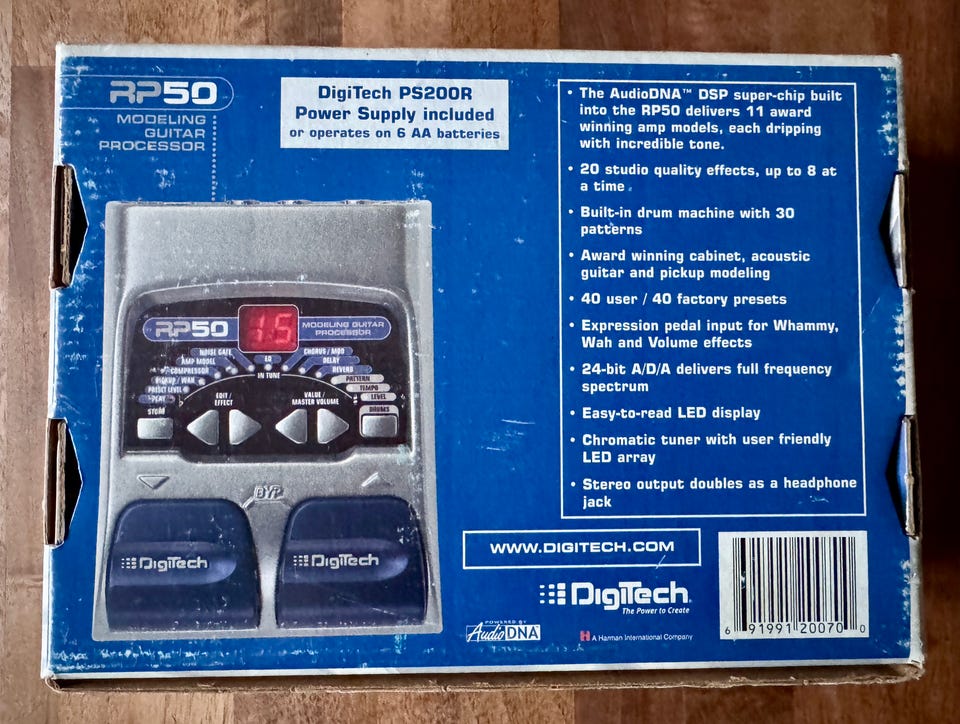 RP50
MODELING
GUITAR
PROCESSOR
DigiTech PS200R
Power Supply included
or operates on 6 AA batteries
• The AudioDNA™ DSP super-chip built
into the RP50 delivers 11 award
winning amp models, each dripping
with incredible tone.
• 20 studio quality effects, up to 8 at
a time
• Built-in drum machine with 30
patterns
• Award winning cabinet, acoustic
guitar and pickup modeling
• 40 user / 40 factory presets
• Expression pedal input for Whammy,
Wah and Volume effects
• 24-bit A/D/A delivers full frequency
spectrum
• Easy-to-read LED display
• Chromatic tuner with user friendly
LED array
• Stereo output doubles as a headphone
jack
RP50
15
MODELING GUITAR
PROCESSOR
NOISE GATE
AMP MODEL
COMPRESSOR
PICKUP / WAH
PRESET LEVEL
PLAY
EQ
IN TUNE
CHORUS / MOD
DELAY
REVERB
PATTERN
TEMPO
LEVEL
STORE
EDIT /
EFFECT
VALUE /
MASTER VOLUME
DRUMS
BYP
DigiTech
DigiTech
WWW.DIGITECH.COM
DigiTech®
The Power to Create
POWERED BY
AudioDNA
H A Harman International Company
6 91991 20070 0